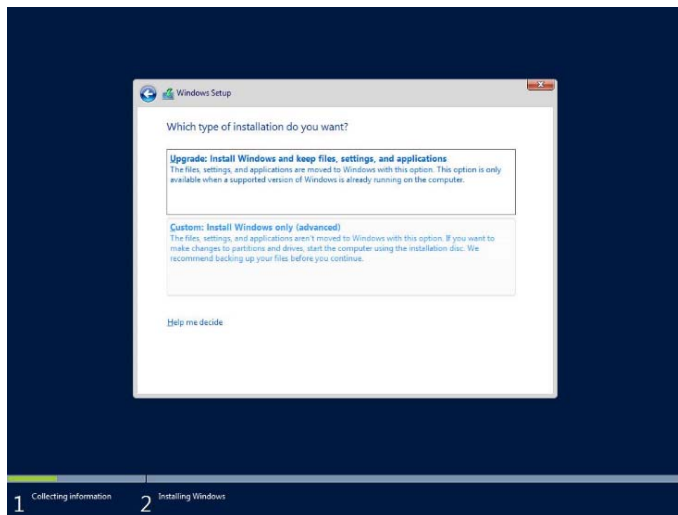 Windows Setup
Which type of installation do you want?
Upgrade: Install Windows and keep files, settings, and applications
The files, settings, and applications are moved to Windows with this option. This option is only
available when a supported version of Windows is already running on the computer.
Custom: Install Windows only (advanced)
The files, settings, and applications aren't moved to Windows with this option. If you want to
make changes to partitions and drives, start the computer using the installation disc. We
recommend backing up your files before you continue.
Help me decide
1 Collecting information
2 Installing Windows